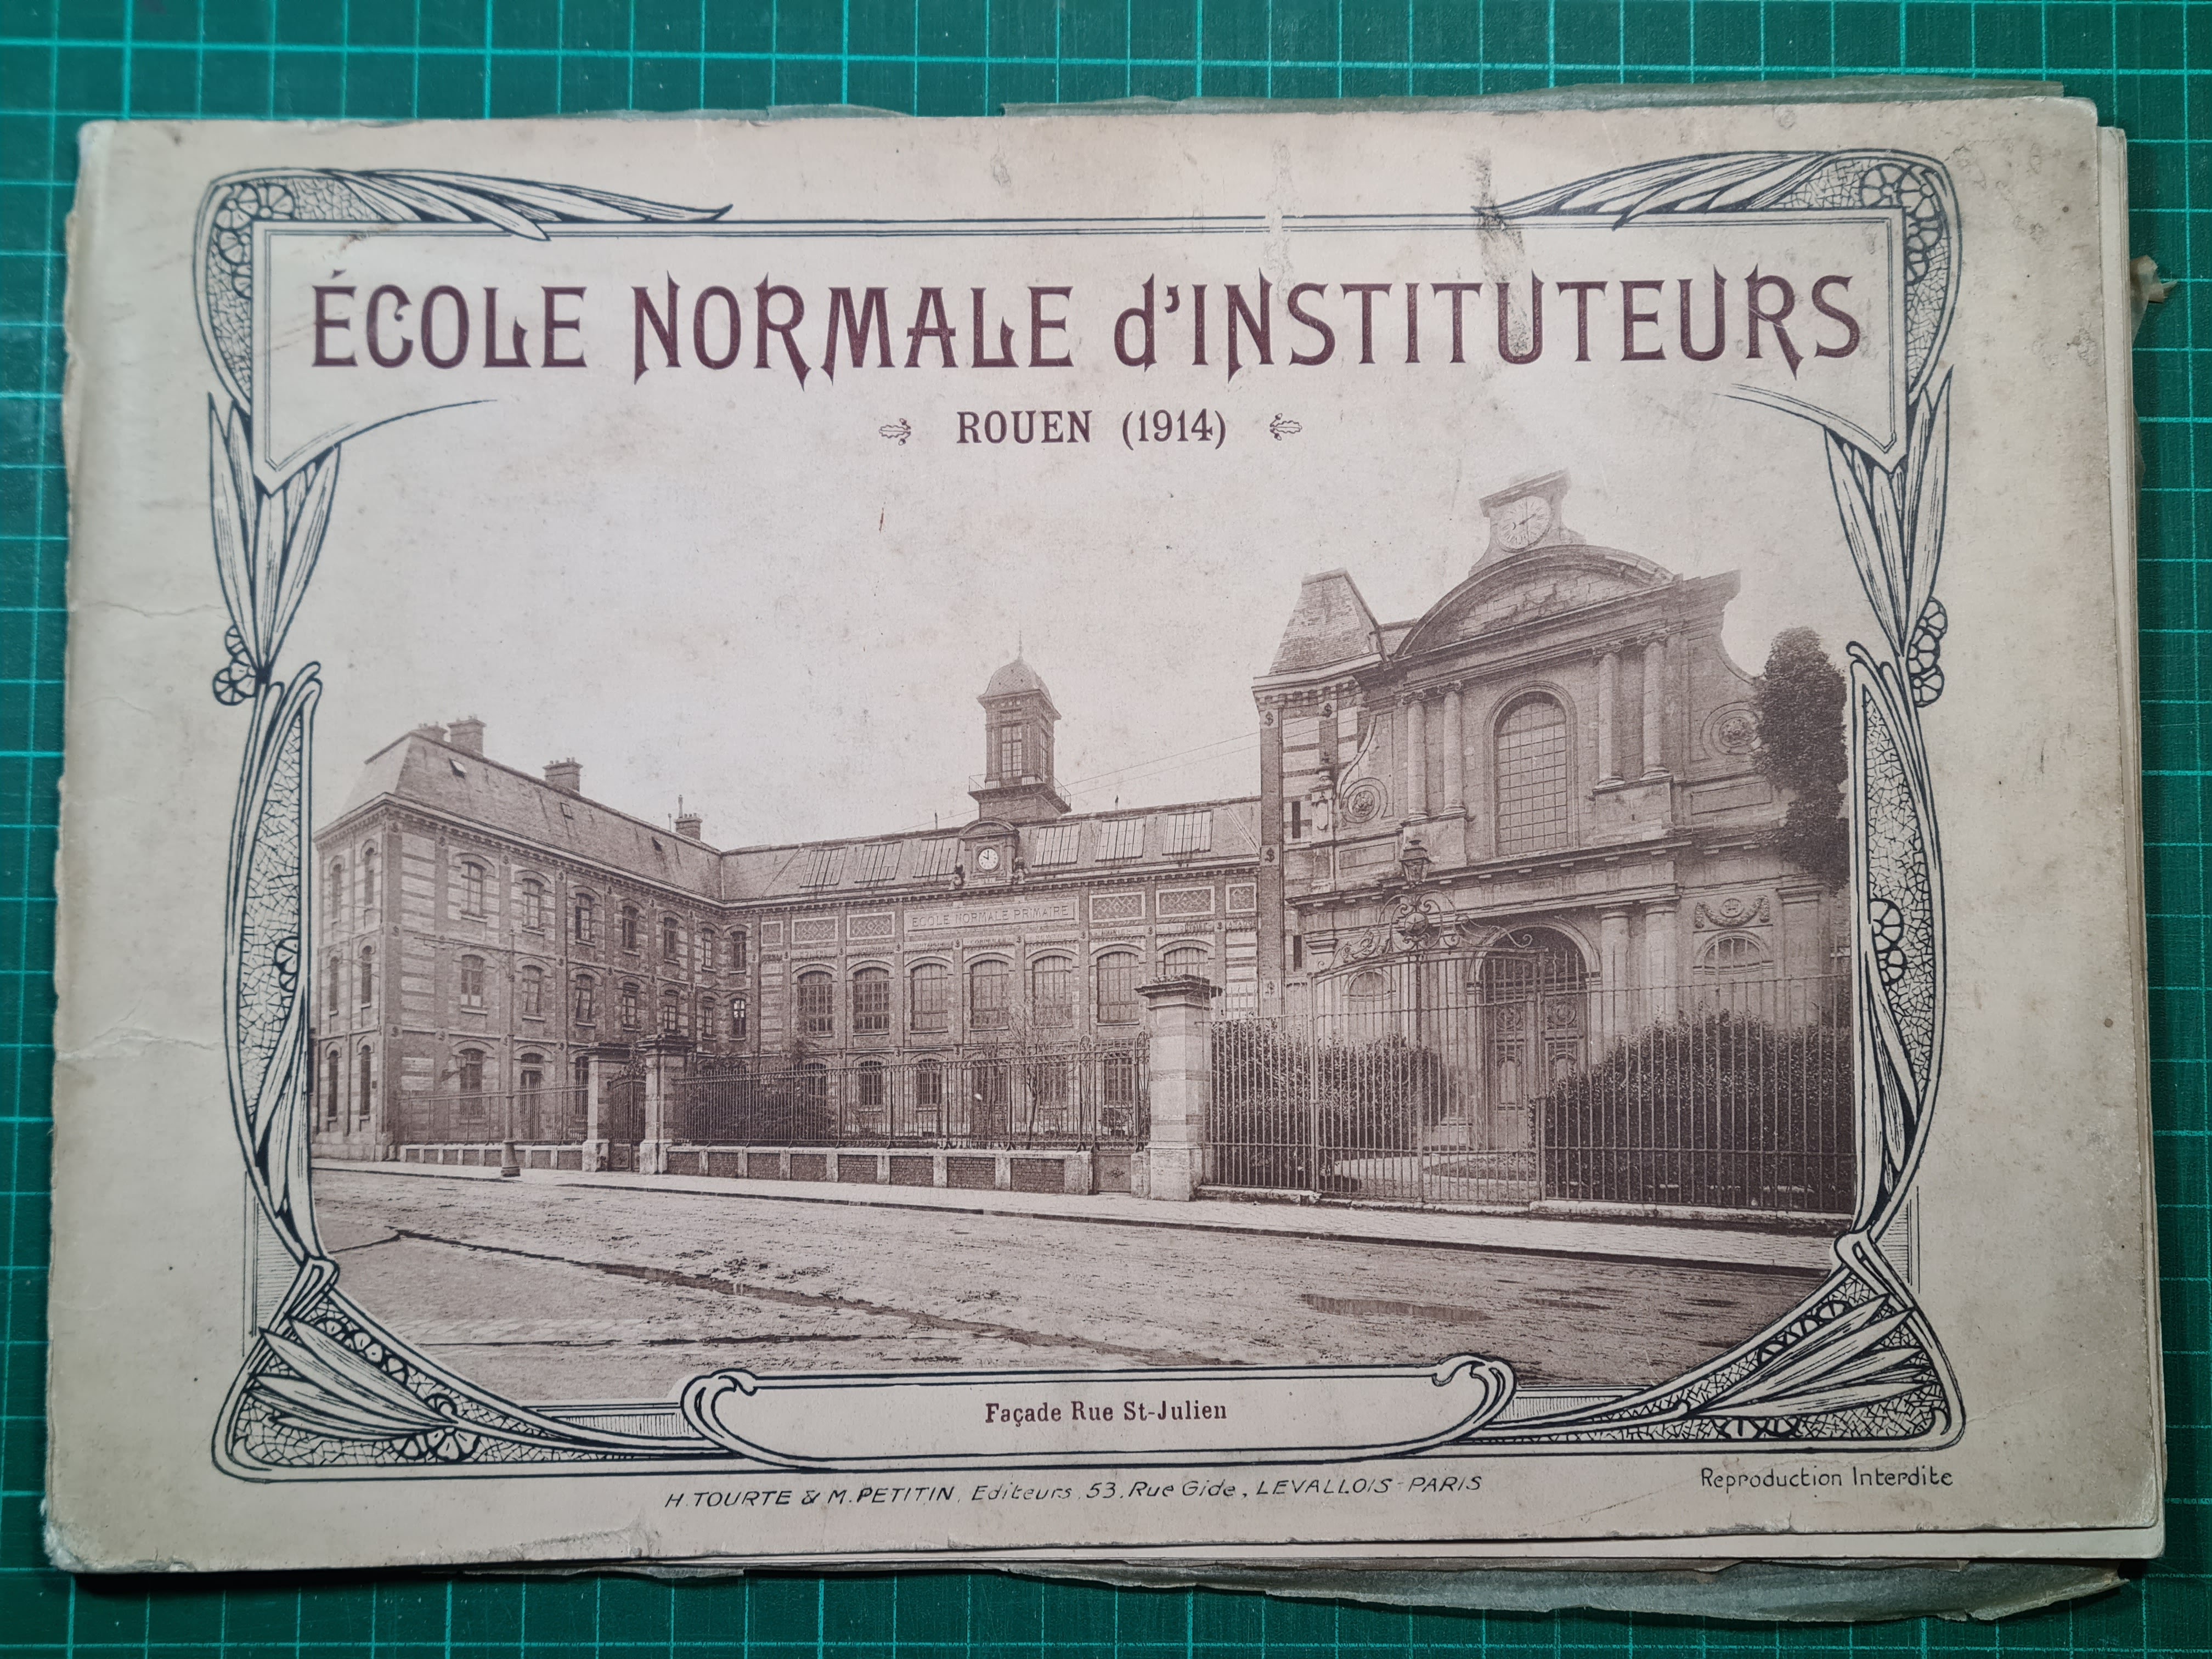 ÉCOLE NORMALE d'INSTITUTEURS
ROUEN (1914)
ECOLE NORMALE PRIMAIRE
Façade Rue St-Julien
H. TOURTE & M. PETITIN, Editeurs, 53, Rue Gide, LEVALLOIS-PARIS
Reproduction Interdite